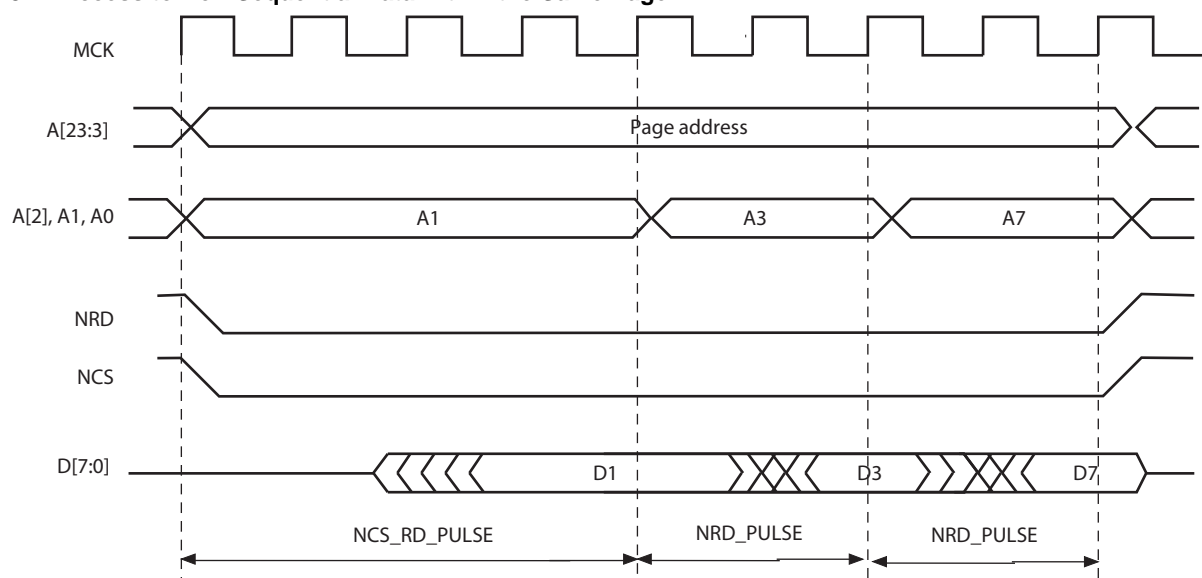 MCK
A[23:3]
Page address
A[2], A1, A0
A1
A3
A7
NRD
NCS
D[7:0]
D1
D3
D7
NCS_RD_PULSE
NRD_PULSE
NRD_PULSE